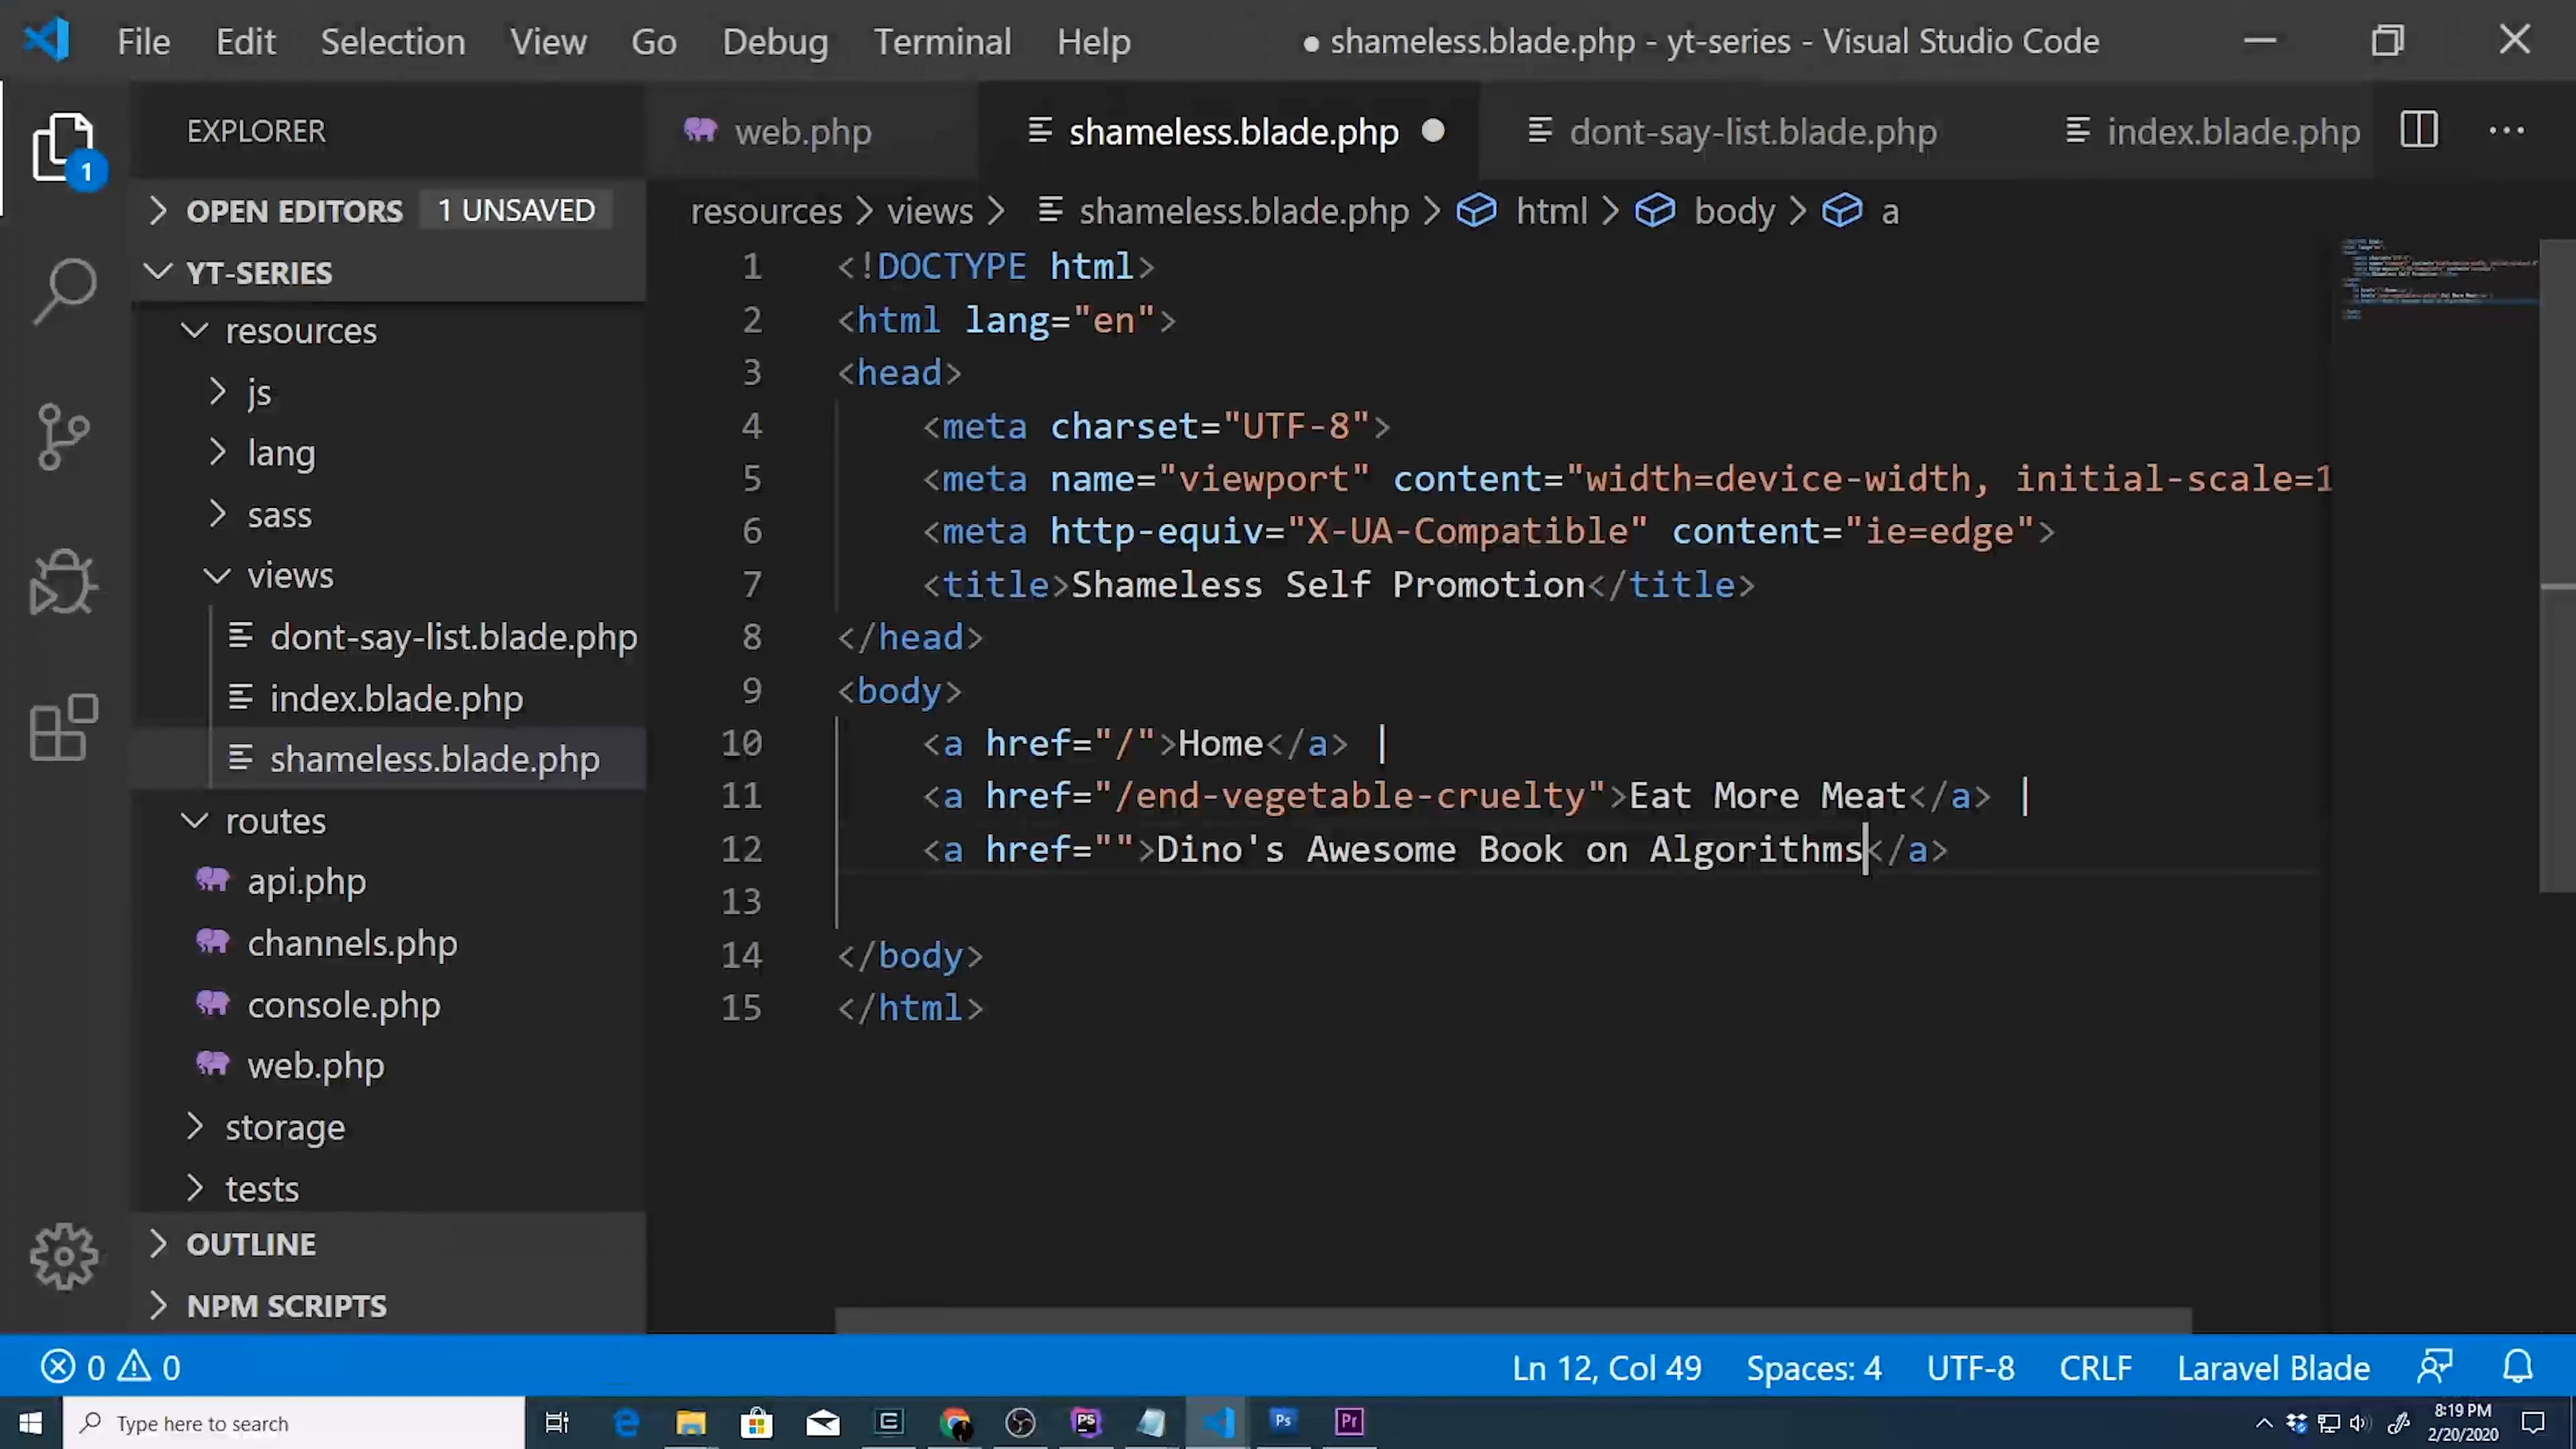 File Edit Selection View Go Debug Terminal Help ● shameless.blade.php - yt-series - Visual Studio Code
1
EXPLORER
OPEN EDITORS 1 UNSAVED
YT-SERIES
resources
js
lang
sass
views
dont-say-list.blade.php
index.blade.php
shameless.blade.php
routes
api.php
channels.php
console.php
web.php
storage
tests
OUTLINE
NPM SCRIPTS
web.php shameless.blade.php ● dont-say-list.blade.php index.blade.php ...
resources > views > shameless.blade.php > html > body > a
1 <!DOCTYPE html>
2 <html lang="en">
3 <head>
4 <meta charset="UTF-8">
5 <meta name="viewport" content="width=device-width, initial-scale=1
6 <meta http-equiv="X-UA-Compatible" content="ie=edge">
7 <title>Shameless Self Promotion</title>
8 </head>
9 <body>
10 <a href="/">Home</a> |
11 <a href="/end-vegetable-cruelty">Eat More Meat</a> |
12 <a href="">Dino's Awesome Book on Algorithms</a>
13
14 </body>
15 </html>
0 0 Ln 12, Col 49 Spaces: 4 UTF-8 CRLF Laravel Blade
Type here to search
PS
Ps
Pr
8:19 PM
2/20/2020